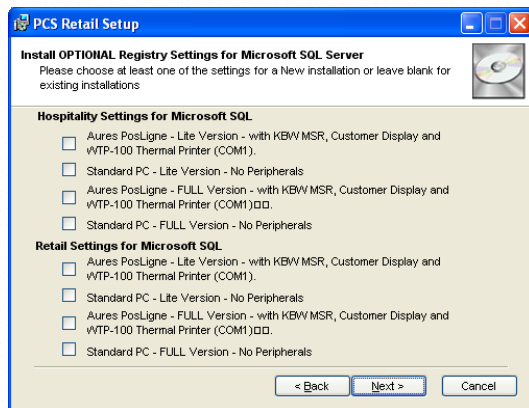 PCS Retail Setup
Install OPTIONAL Registry Settings for Microsoft SQL Server
Please choose at least one of the settings for a New installation or leave blank for
existing installations
Hospitality Settings for Microsoft SQL
Aures PosLigne - Lite Version - with KBW MSR, Customer Display and
WTP-100 Thermal Printer (COM1).
Standard PC - Lite Version - No Peripherals
Aures PosLigne - FULL Version - with KBW MSR, Customer Display and
WTP-100 Thermal Printer (COM1)□□.
Standard PC - FULL Version - No Peripherals
Retail Settings for Microsoft SQL
Aures PosLigne - Lite Version - with KBW MSR, Customer Display and
WTP-100 Thermal Printer (COM1).
Standard PC - Lite Version - No Peripherals
Aures PosLigne - FULL Version - with KBW MSR, Customer Display and
WTP-100 Thermal Printer (COM1)□□.
Standard PC - FULL Version - No Peripherals
< Back Next > Cancel